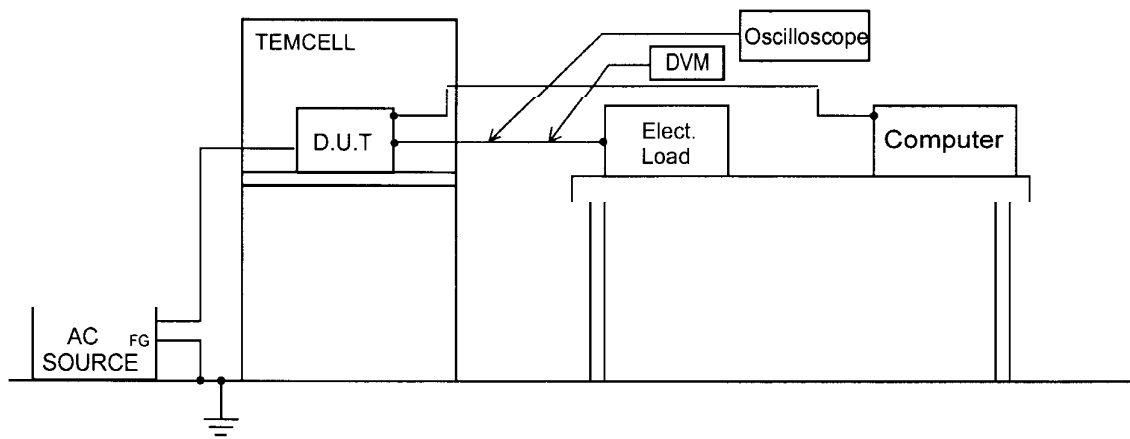 TEMCELL
Oscilloscope
DVM
D.U.T
Elect.
Load
Computer
AC
SOURCE
FG